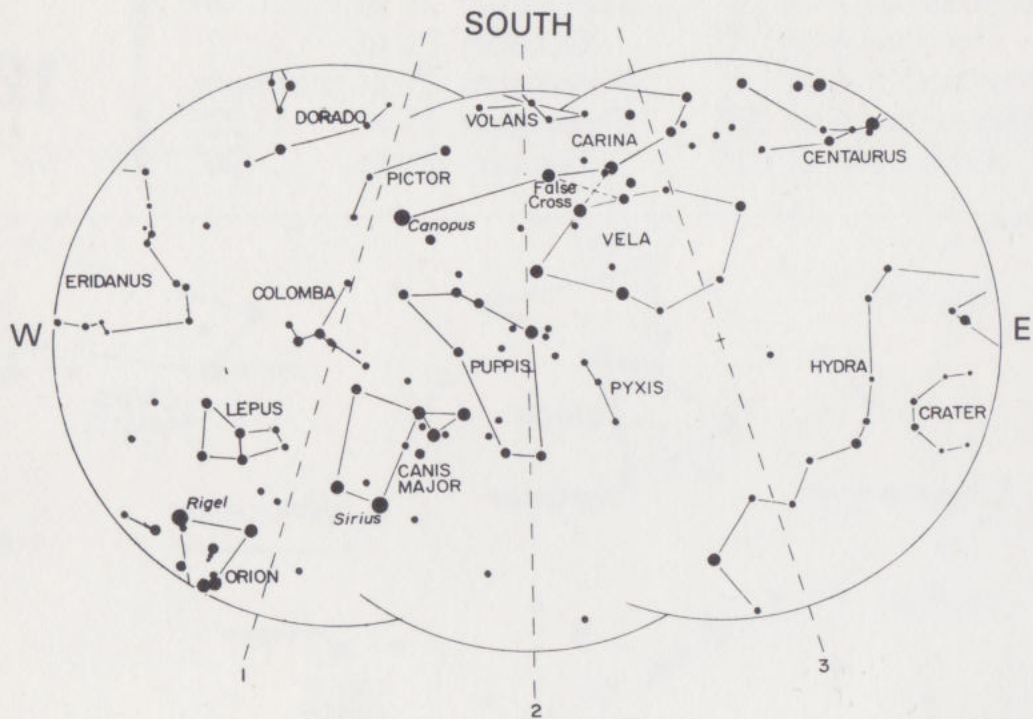 SOUTH
DORADO
VOLANS
CARINA
CENTAURUS
PICTOR
False
Cross
Canopus
VELA
ERIDANUS
COLOMBA
W
E
PUPPIS
PYXIS
HYDRA
LEPUS
CRATER
CANIS
MAJOR
Rigel
Sirius
ORION
1
2
3